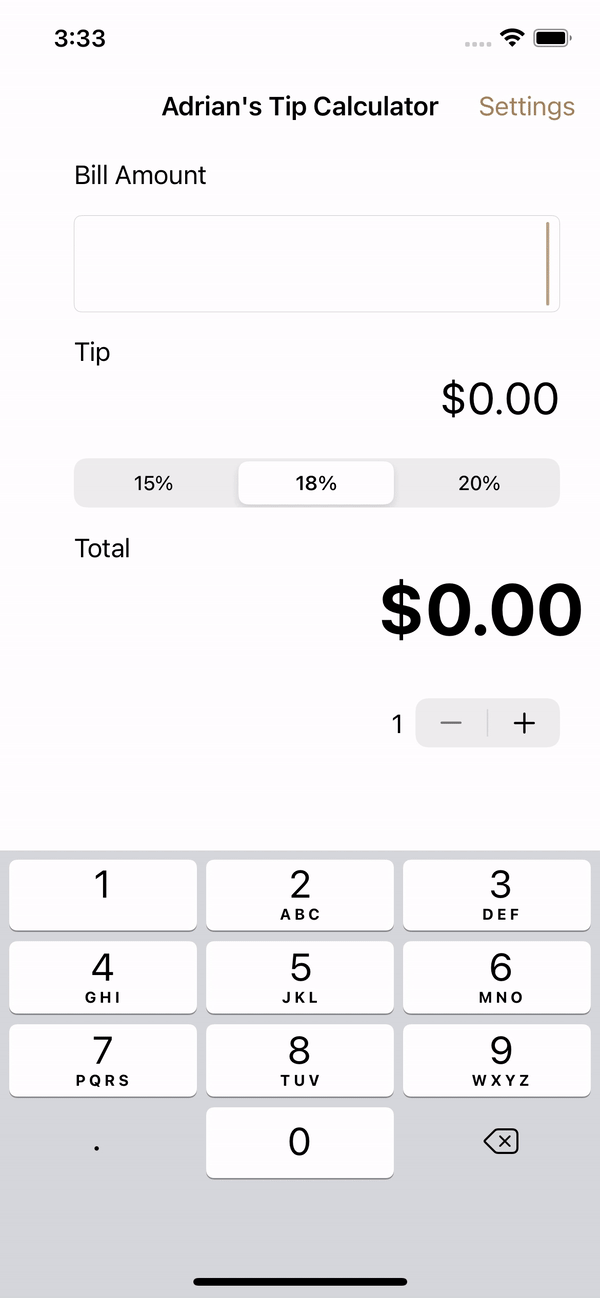 3:33
Adrian's Tip Calculator Settings
Bill Amount
Tip
$0.00
15% 18% 20%
Total
$0.00
1 − +
1 2 3
ABC DEF
4 5 6
GHI JKL MNO
7 8 9
PQRS TUV WXYZ
. 0